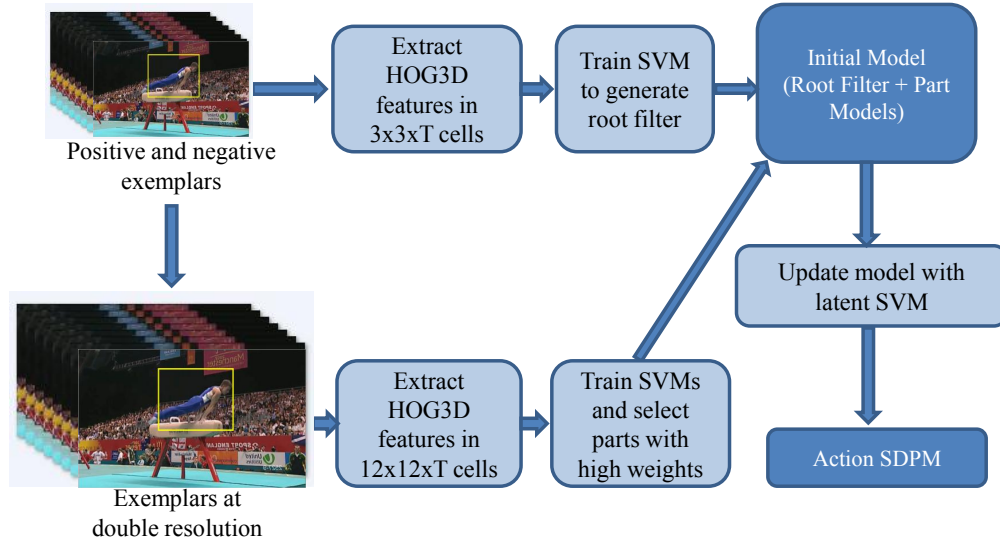 Positive and negative
exemplars
Extract
HOG3D
features in
3x3xT cells
Train SVM
to generate
root filter
Initial Model
(Root Filter + Part
Models)
Update model with
latent SVM
Action SDPM
Exemplars at
double resolution
Extract
HOG3D
features in
12x12xT cells
Train SVMs
and select
parts with
high weights